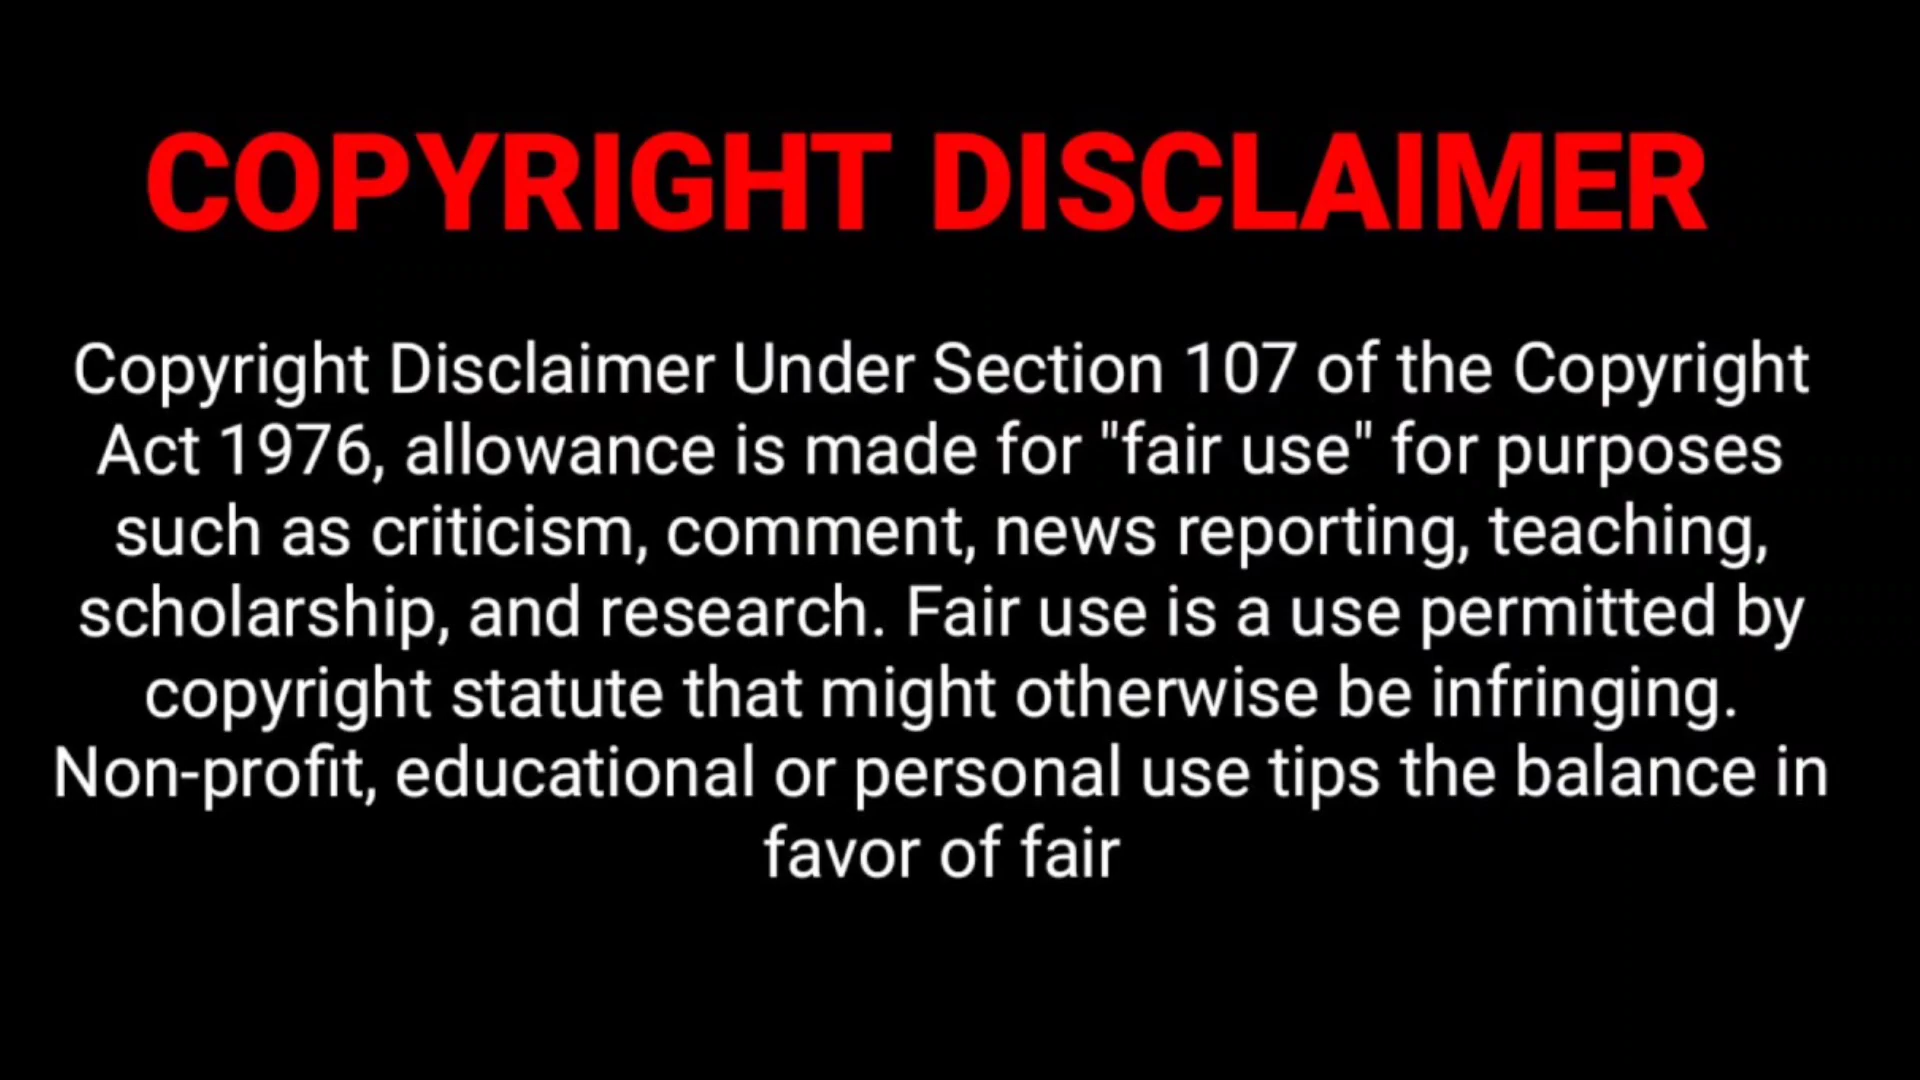 COPYRIGHT DISCLAIMER
Copyright Disclaimer Under Section 107 of the Copyright
Act 1976, allowance is made for "fair use" for purposes
such as criticism, comment, news reporting, teaching,
scholarship, and research. Fair use is a use permitted by
copyright statute that might otherwise be infringing.
Non-profit, educational or personal use tips the balance in
favor of fair